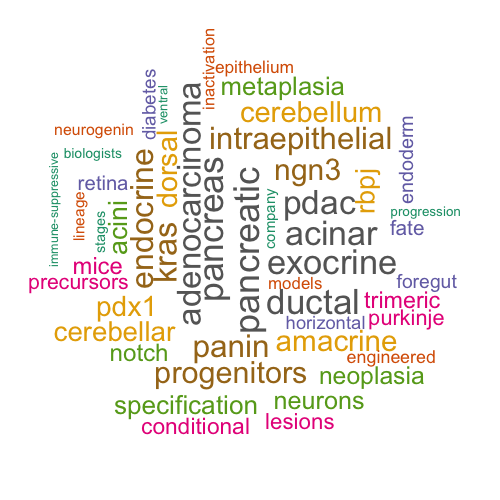 inactivation
epithelium
diabetes
ventral
metaplasia
adenocarcinoma
cerebellum
neurogenin
intraepithelial
endoderm
biologists
dorsal
pancreas
endocrine
ngn3
immune-suppressive
retina
pancreatic
pdac
rbpj
lineage
stages
acini
company
progression
kras
acinar
fate
mice
exocrine
precursors
models
foregut
pdx1
ductal
trimeric
horizontal
purkinje
cerebellar
notch
panin
amacrine
engineered
progenitors
neoplasia
specification
neurons
conditional
lesions